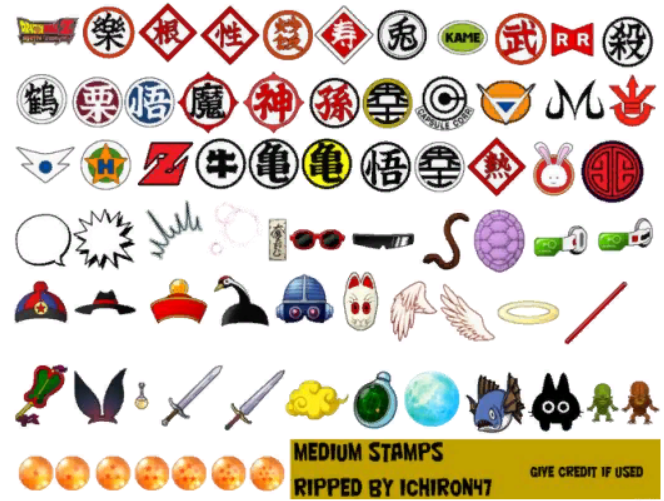 樂 根 性 寿 兎 KAME 武 R R 殺
鶴 栗 悟 魔 神 孫 CAPSULE CORP. M
H Z 牛 亀 亀 悟 熱
MEDIUM STAMPS
GIVE CREDIT IF USED
RIPPED BY ICHIRON47